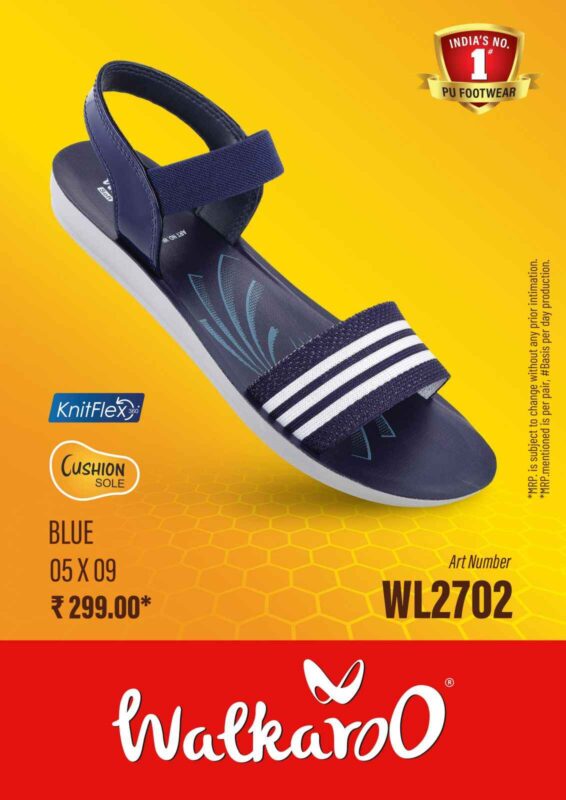 INDIA'S NO.
1#
PU FOOTWEAR
KnitFlex 360
CUSHION
SOLE
BLUE
05 X 09
₹ 299.00*
*MRP. is subject to change without any prior intimation.
*MRP.mentioned is per pair, #Basis per day production.
Art Number
WL2702
Walkaroo®